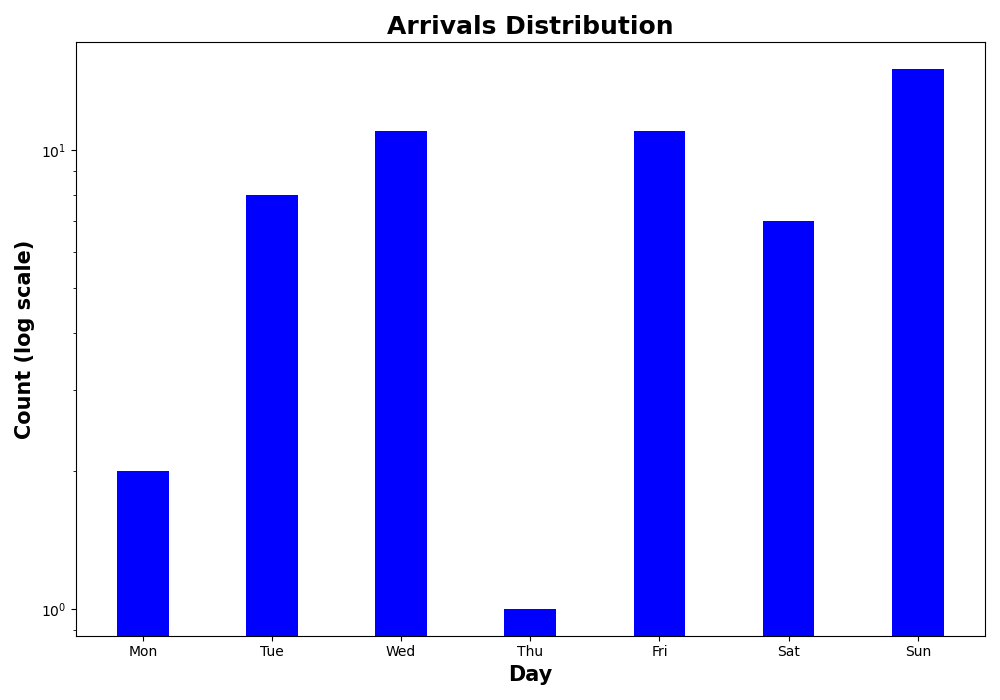 Arrivals Distribution
Count (log scale)
10¹
10⁰
Mon Tue Wed Thu Fri Sat Sun
Day